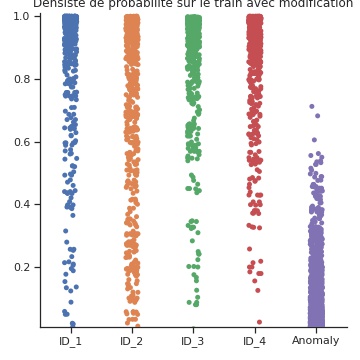 Densiste de probabilité sur le train avec modification
1.0
0.8
0.6
0.4
0.2
ID_1 ID_2 ID_3 ID_4 Anomaly